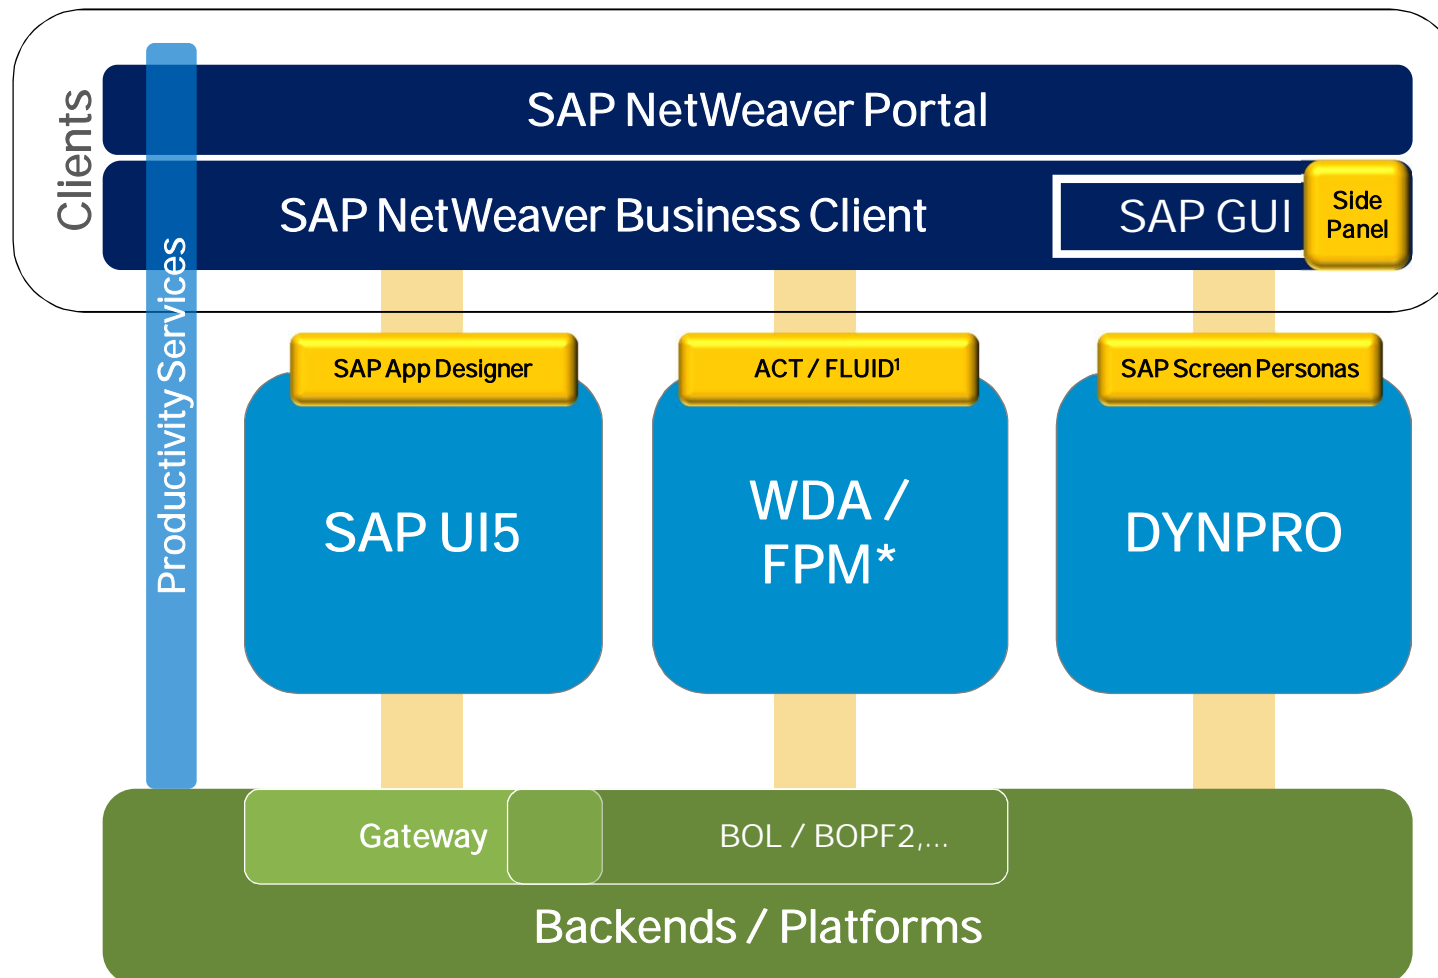 Clients
SAP NetWeaver Portal
SAP NetWeaver Business Client
SAP GUI
Side
Panel
Productivity Services
SAP App Designer
ACT / FLUID¹
SAP Screen Personas
SAP UI5
WDA /
FPM*
DYNPRO
Gateway
BOL / BOPF2,...
Backends / Platforms